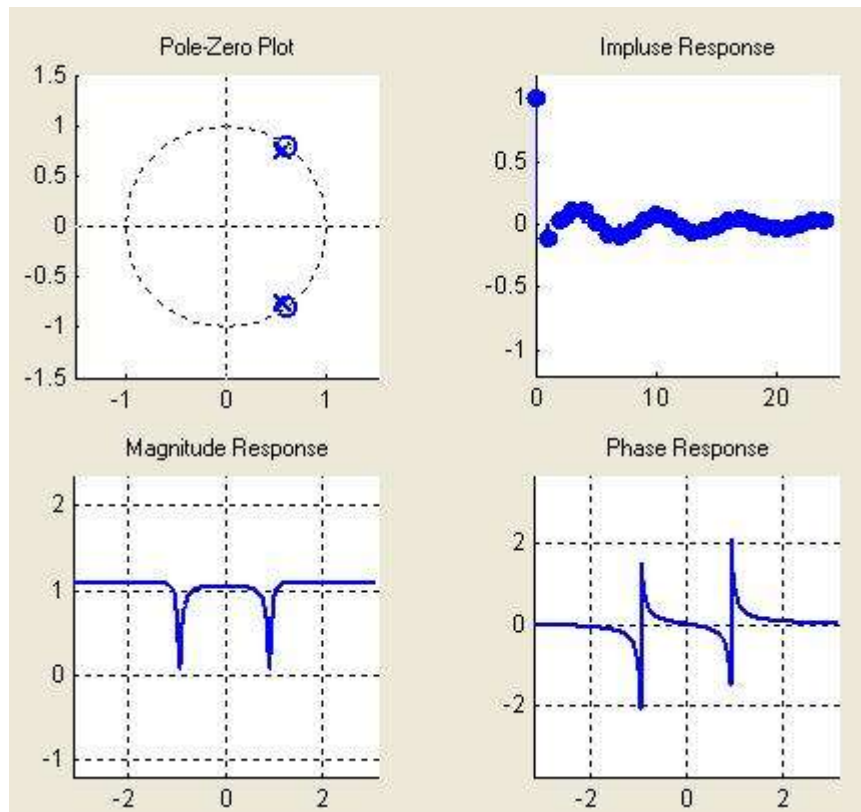 Pole-Zero Plot
1.5
1
0.5
0
-0.5
-1
-1.5
-1 0 1
Impluse Response
1
0.5
0
-0.5
-1
0 10 20
Magnitude Response
2
1
0
-1
-2 0 2
Phase Response
2
0
-2
-2 0 2